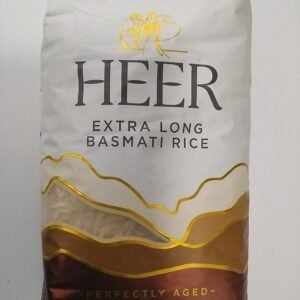 HEER
EXTRA LONG
BASMATI RICE
-PERFECTLY AGED-